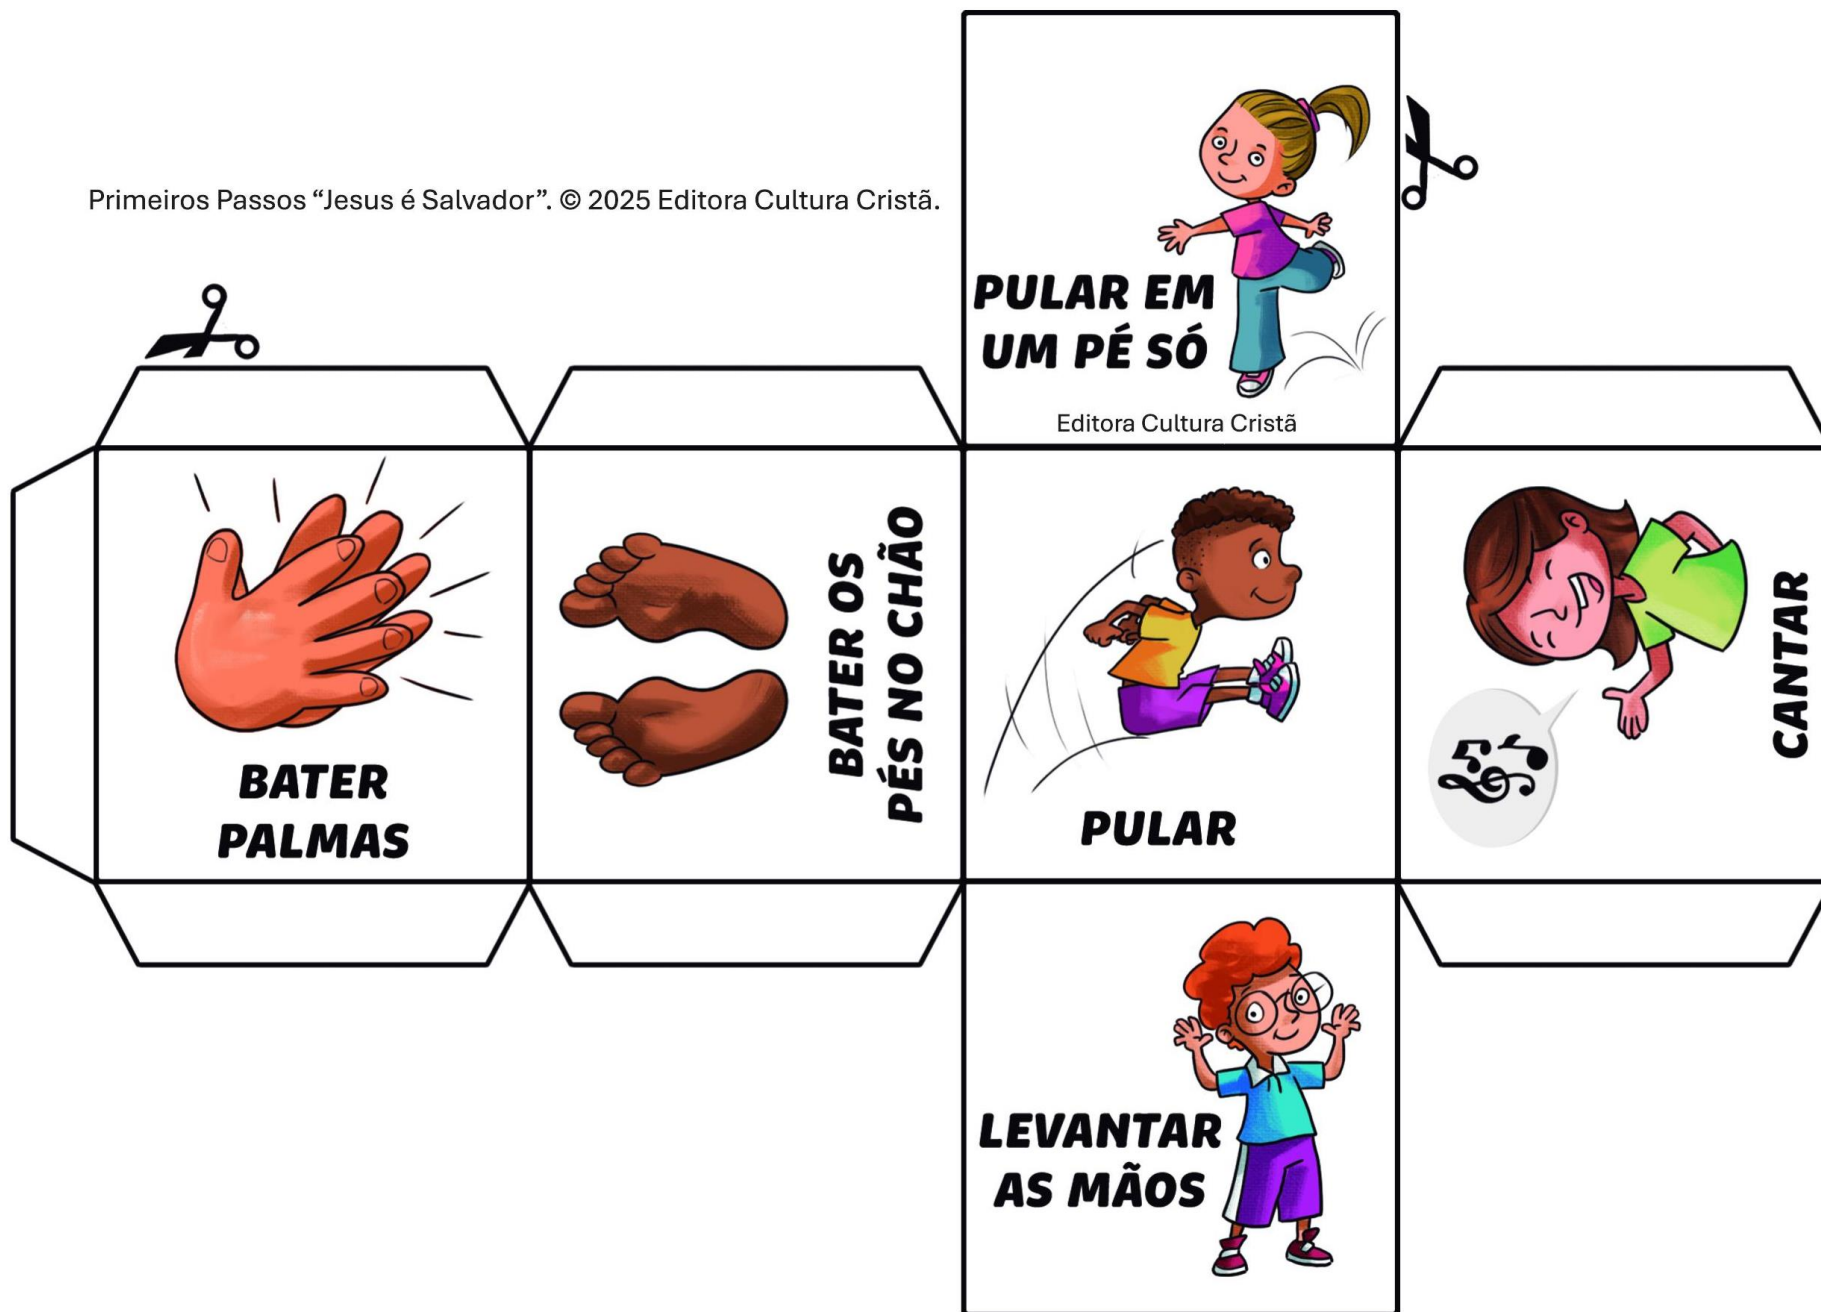 Primeiros Passos “Jesus é Salvador”. © 2025 Editora Cultura Cristã.
PULAR EM
UM PÉ SÓ
Editora Cultura Cristã
BATER
PALMAS
BATER OS
PÉS NO CHÃO
PULAR
CANTAR
LEVANTAR
AS MÃOS